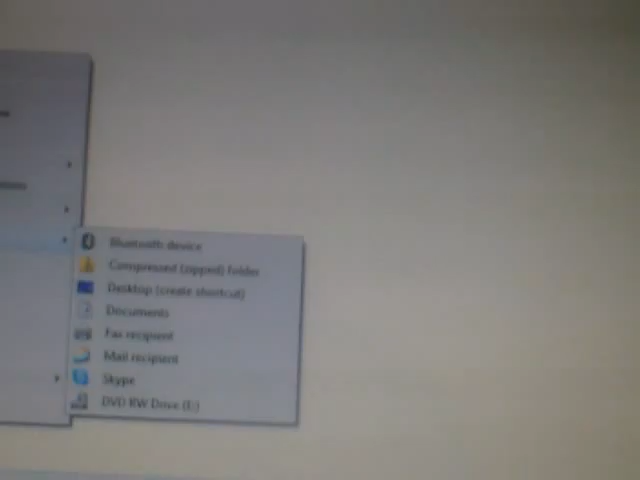 Bluetooth device
Compressed (zipped) folder
Desktop (create shortcut)
Documents
Fax recipient
Mail recipient
Skype
DVD RW Drive (E:)